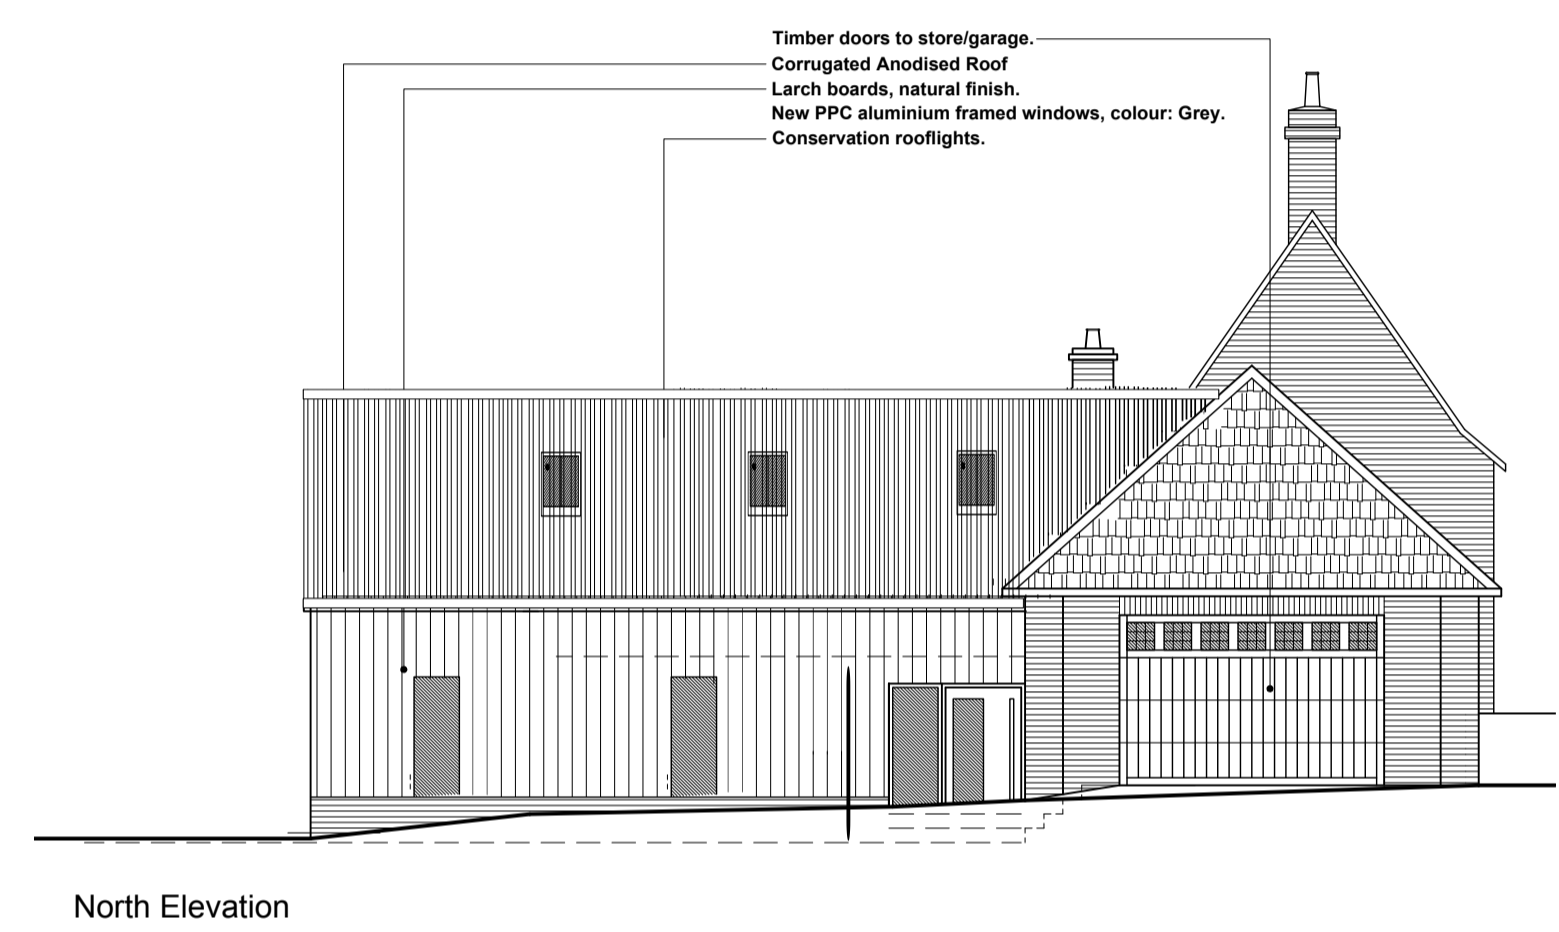 Timber doors to store/garage.
Corrugated Anodised Roof
Larch boards, natural finish.
New PPC aluminium framed windows, colour: Grey.
Conservation rooflights.
North Elevation